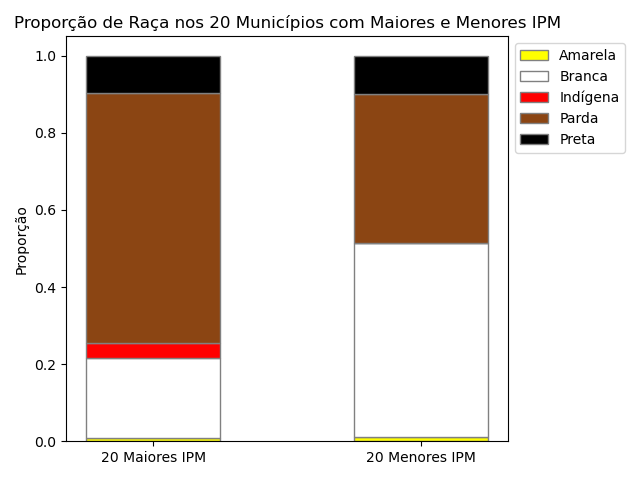 Proporção de Raça nos 20 Municípios com Maiores e Menores IPM
Amarela
Branca
Indígena
Parda
Preta
Proporção
1.0
0.8
0.6
0.4
0.2
0.0
20 Maiores IPM
20 Menores IPM